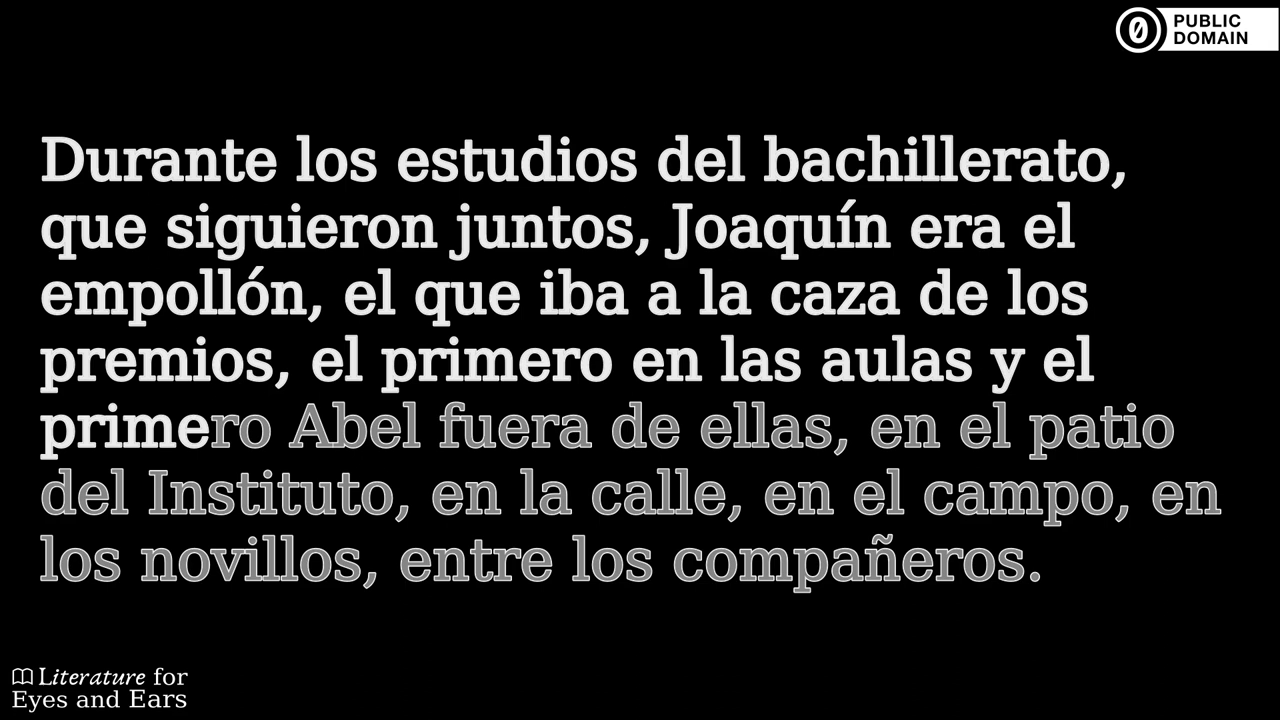 PUBLIC
DOMAIN
Durante los estudios del bachillerato,
que siguieron juntos, Joaquín era el
empollón, el que iba a la caza de los
premios, el primero en las aulas y el
primero Abel fuera de ellas, en el patio
del Instituto, en la calle, en el campo, en
los novillos, entre los compañeros.
Literature for
Eyes and Ears